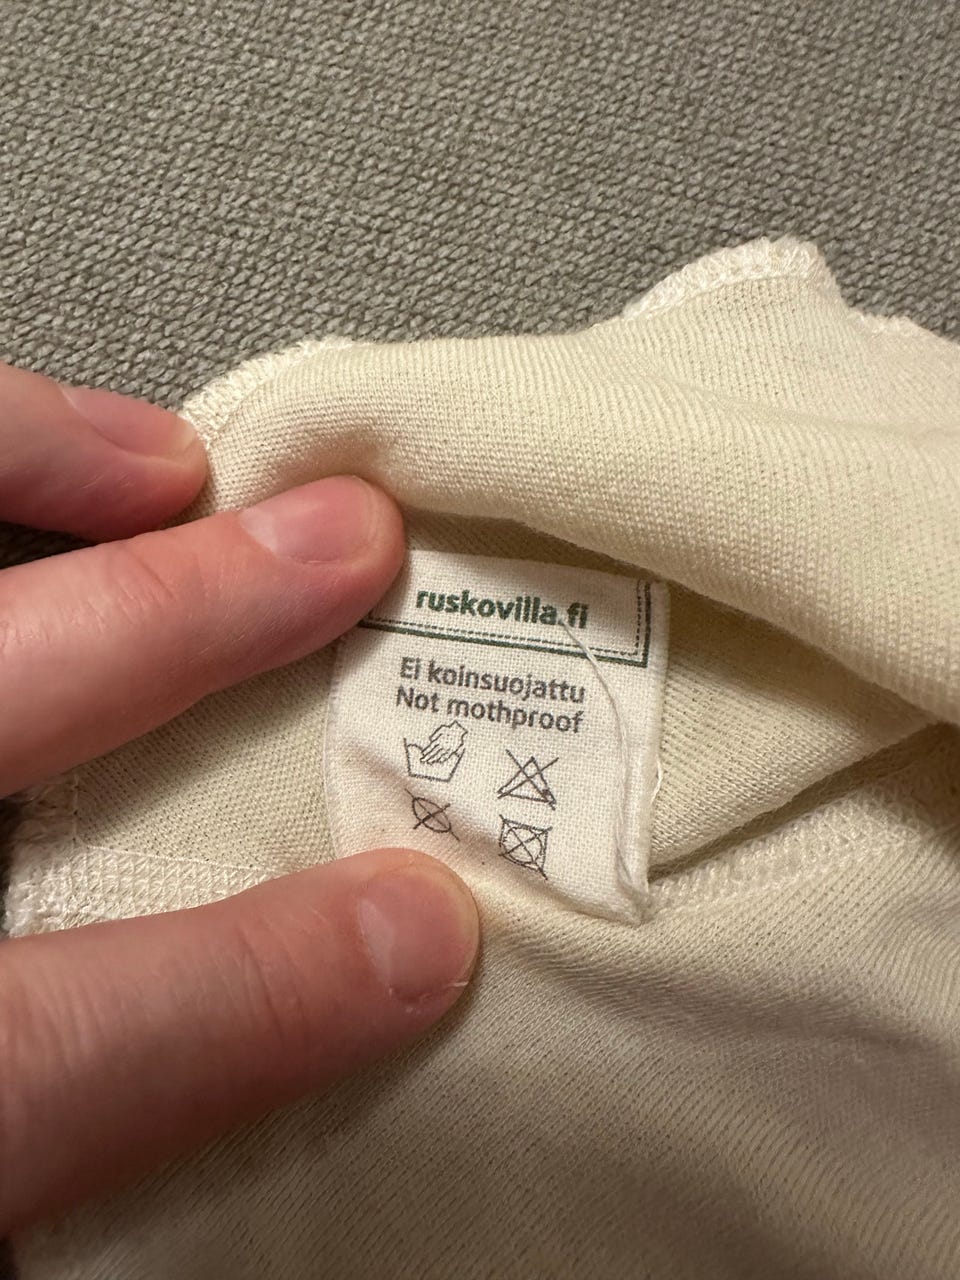 ruskovilla.fi
Ei koinsuojattu
Not mothproof